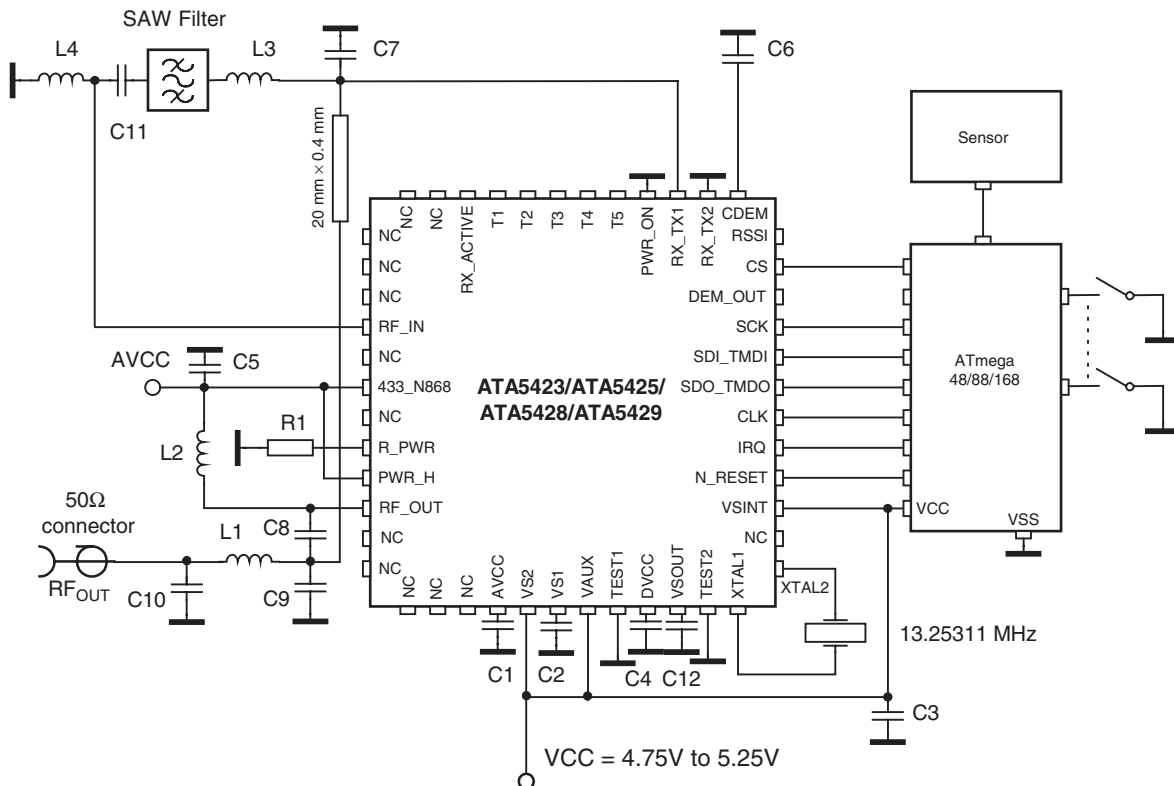 SAW Filter
L4
L3
C7
C6
C11
20 mm × 0.4 mm
Sensor
NC
NC
RX_ACTIVE
T1
T2
T3
T4
T5
PWR_ON
RX_TX1
RX_TX2
CDEM
NC
NC
NC
RF_IN
NC
433_N868
NC
R_PWR
PWR_H
RF_OUT
NC
NC
RSSI
CS
DEM_OUT
SCK
SDI_TMDI
SDO_TMDO
CLK
IRQ
N_RESET
VSINT
NC
XTAL2
ATA5423/ATA5425/
ATA5428/ATA5429
ATmega
48/88/168
VCC
VSS
AVCC
C5
R1
L2
50Ω
connector
RFOUT
L1
C8
C10
C9
NC
NC
NC
AVCC
VS2
VS1
VAUX
TEST1
DVCC
VSOUT
TEST2
XTAL1
13.25311 MHz
C1
C2
C4
C12
C3
VCC = 4.75V to 5.25V